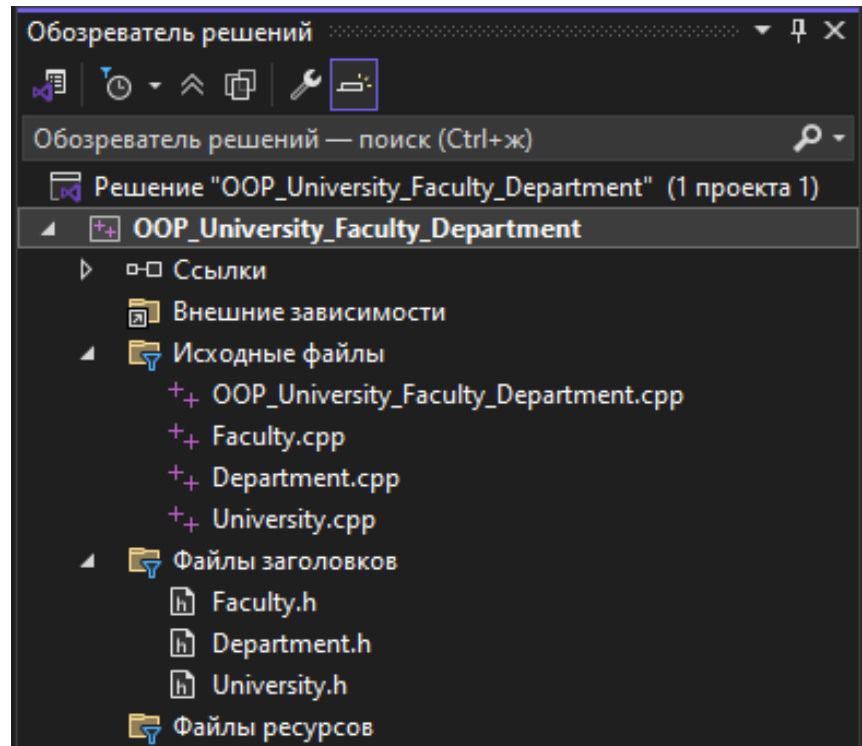 Обозреватель решений
Обозреватель решений — поиск (Ctrl+ж)
Решение "OOP_University_Faculty_Department" (1 проекта 1)
OOP_University_Faculty_Department
Ссылки
Внешние зависимости
Исходные файлы
OOP_University_Faculty_Department.cpp
Faculty.cpp
Department.cpp
University.cpp
Файлы заголовков
Faculty.h
Department.h
University.h
Файлы ресурсов